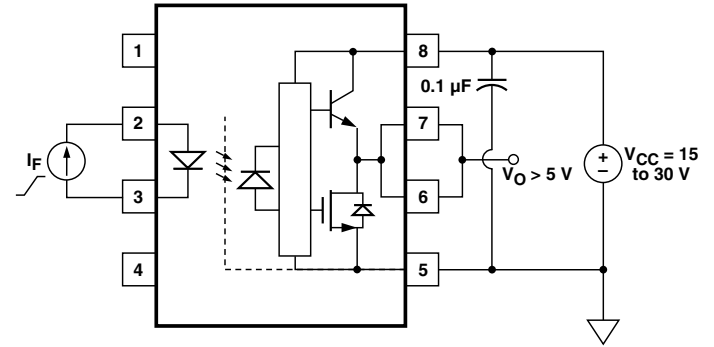 1
8
0.1 µF
2
7
I_F
+
–
V_CC = 15
to 30 V
V_O > 5 V
3
6
4
5